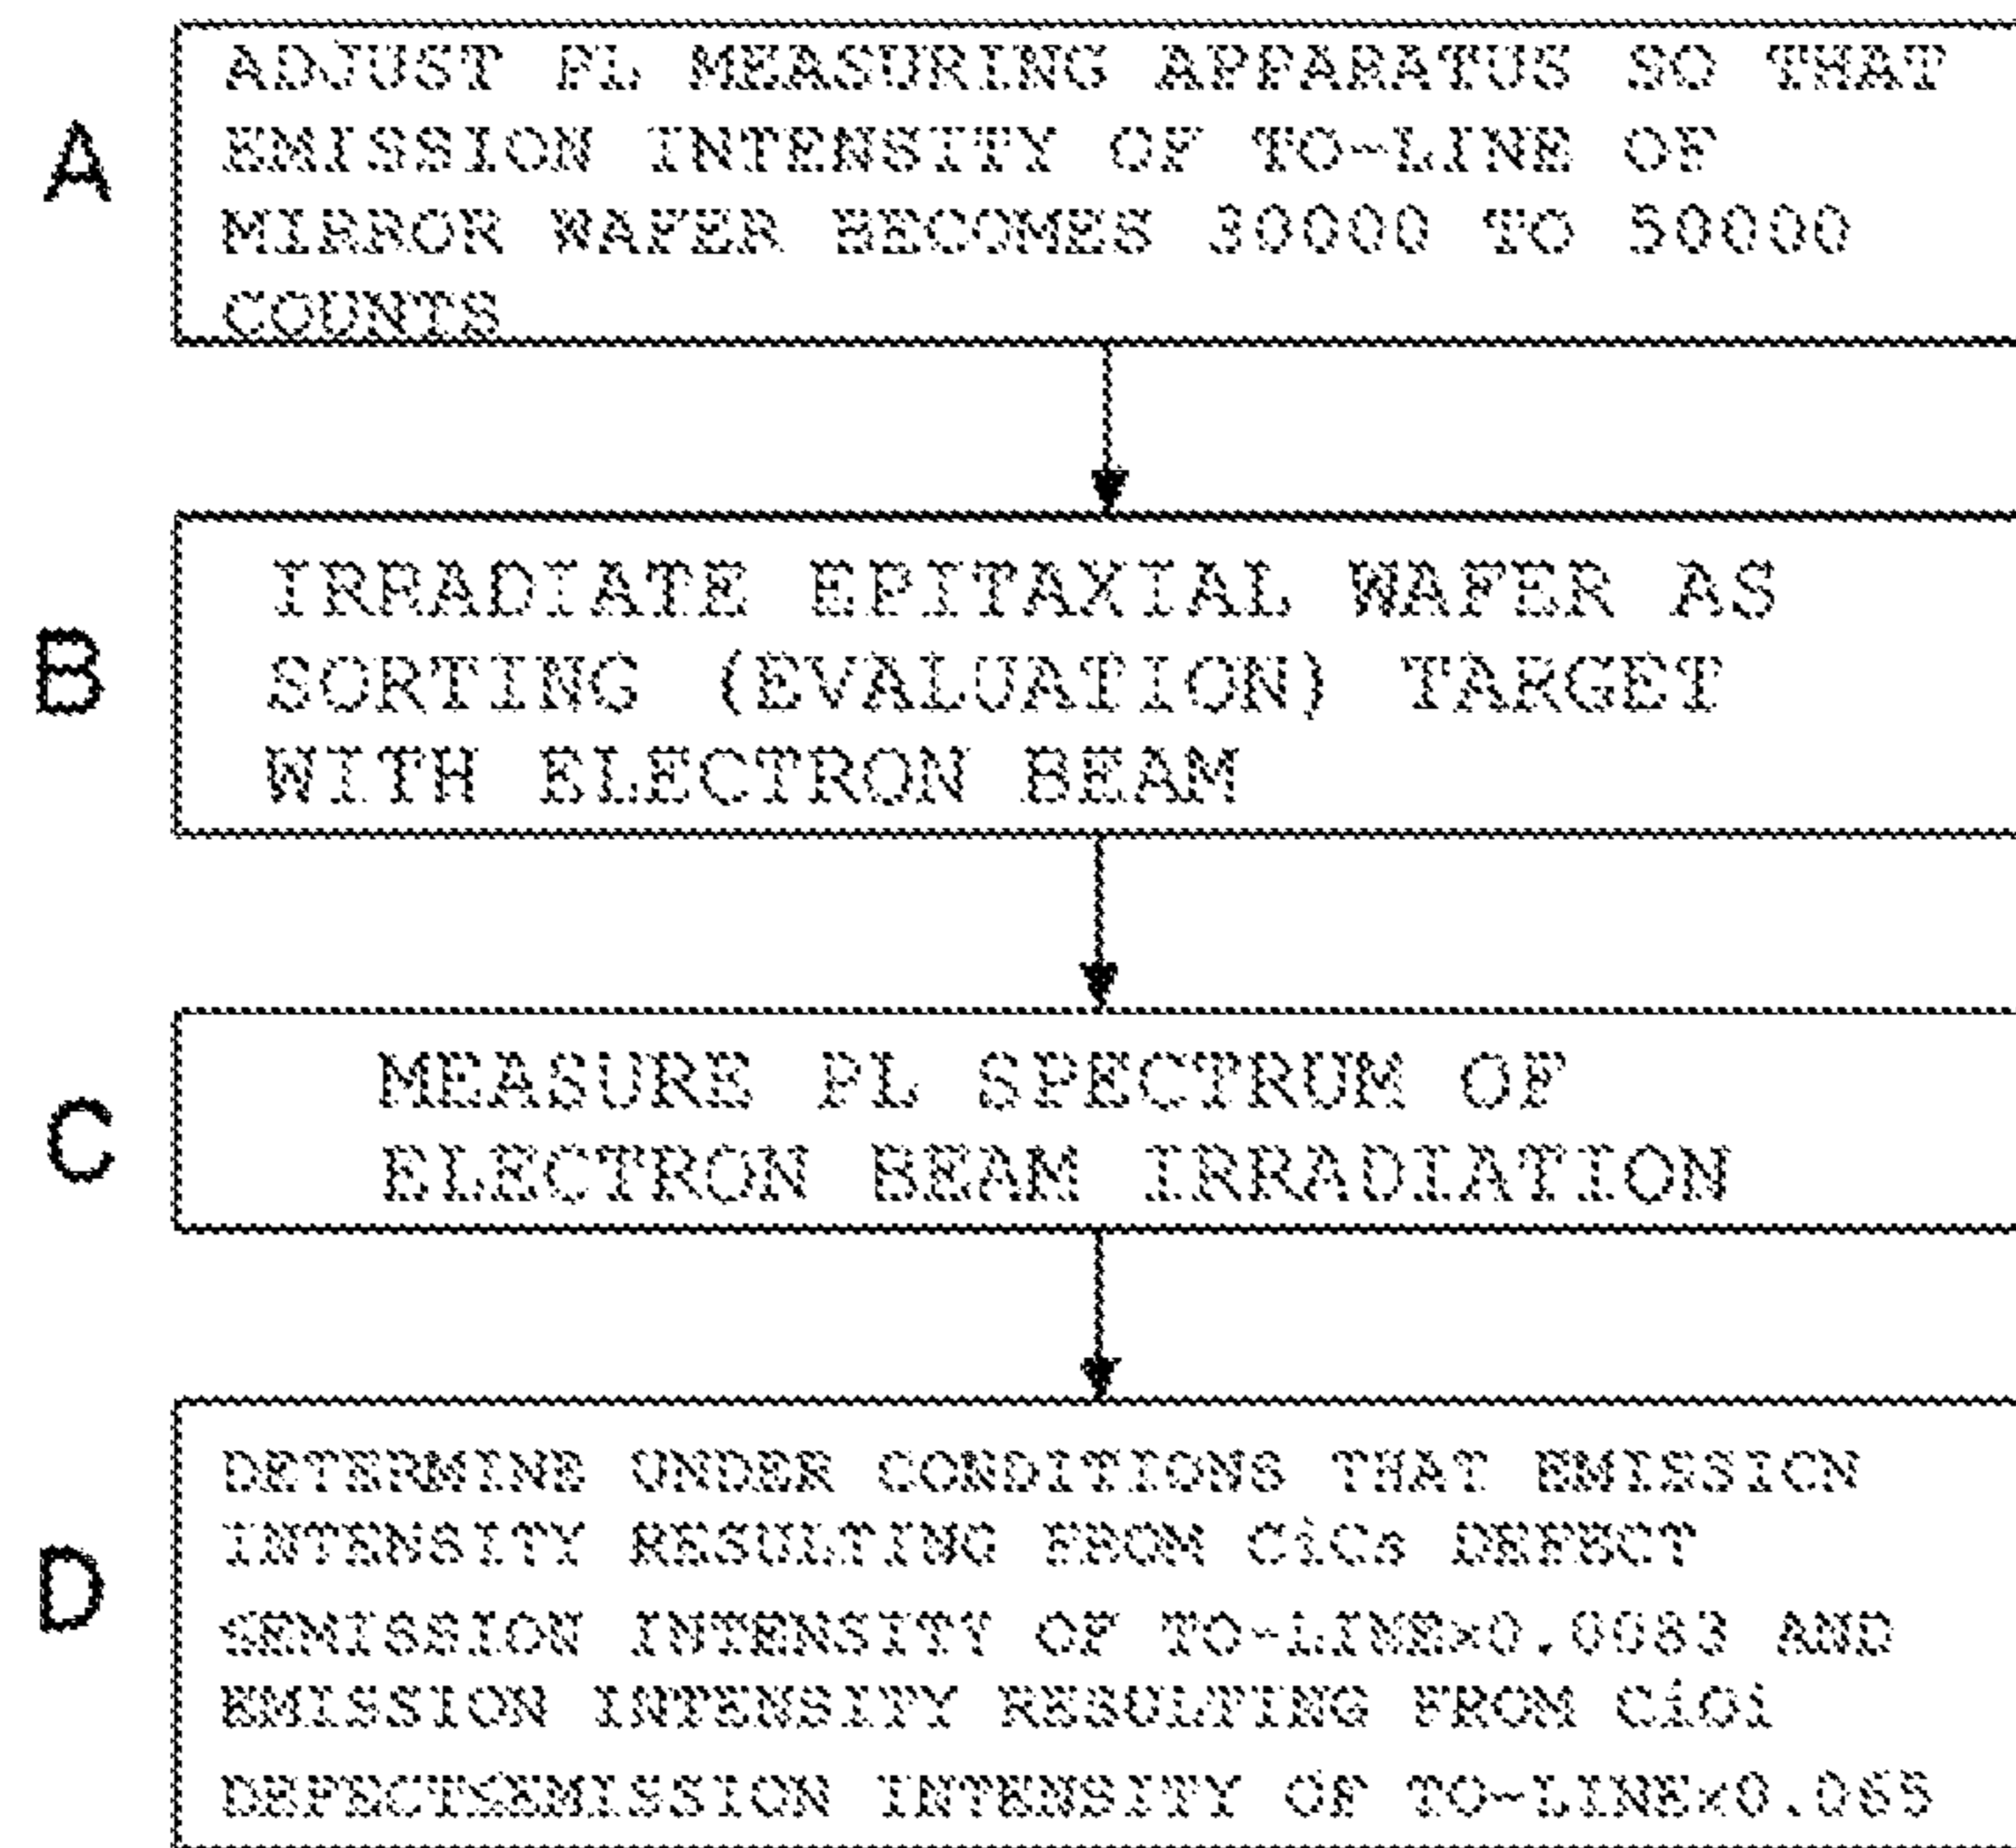 A
ADJUST PL MEASURING APPARATUS SO THAT
EMISSION INTENSITY OF TO-LINE OF
MIRROR WAFER BECOMES 30000 TO 50000
COUNTS
B
IRRADIATE EPITAXIAL WAFER AS
SORTING (EVALUATION) TARGET
WITH ELECTRON BEAM
C
MEASURE PL SPECTRUM OF
ELECTRON BEAM IRRADIATION
D
DETERMINE UNDER CONDITIONS THAT EMISSION
INTENSITY RESULTING FROM CiCs DEFECT
≤EMISSION INTENSITY OF TO-LINE×0.0083 AND
EMISSION INTENSITY RESULTING FROM CiOi
DEFECT≤EMISSION INTENSITY OF TO-LINE×0.065